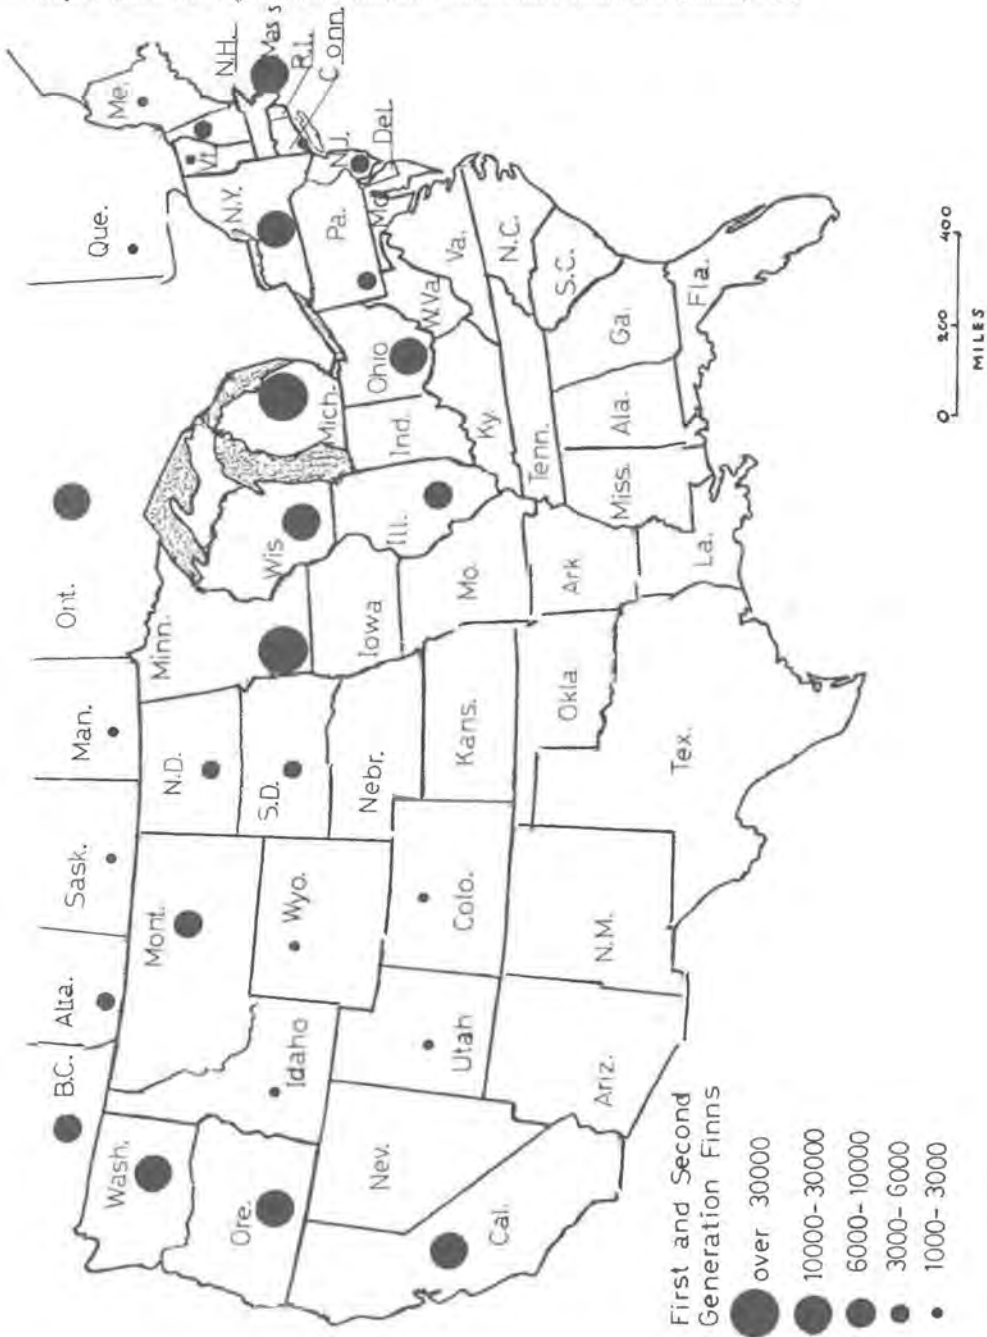 B.C.
Alta.
Sask.
Man.
Ont.
Que.
Wash.
Ore.
Cal.
Nev.
Idaho
Mont.
Wyo.
Utah
Ariz.
Colo.
N.M.
N.D.
S.D.
Nebr.
Kans.
Okla
Tex.
Minn.
Iowa
Mo.
Ark
La.
Wis
Ill.
Mich.
Ind.
Ohio
Ky.
Tenn.
Miss.
Ala.
Ga.
Fla.
S.C.
N.C.
Va.
W.Va.
Pa.
N.Y.
Vt.
Me.
N.H.
Mass
R.I.
Conn.
N.J.
Del.
Md
First and Second
Generation Finns
over 30000
10000-30000
6000-10000
3000-6000
1000-3000
0 200 400
MILES